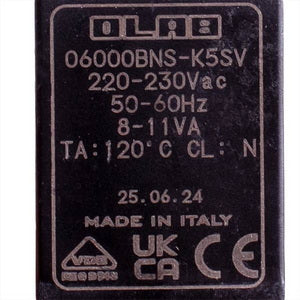 OLAB
06000BNS-K5SV
220-230Vac
50-60Hz
8-11VA
TA:120°C CL: N
25.06.24
MADE IN ITALY
VDE UK CE
CA